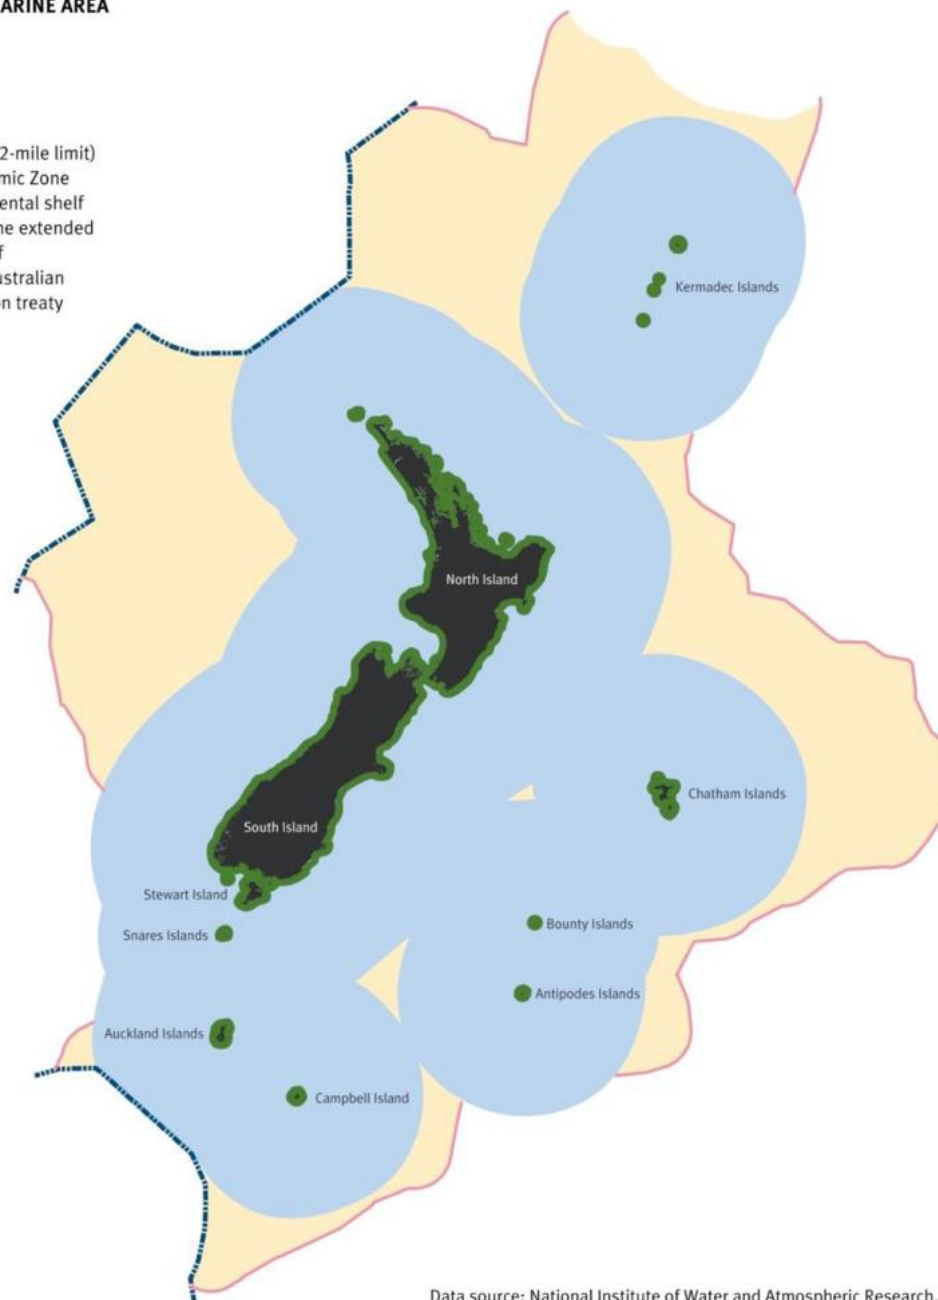 ARINE AREA
2-mile limit)
mic Zone
ental shelf
ne extended
f
ustralian
on treaty
Kermadec Islands
North Island
Chatham Islands
South Island
Stewart Island
Bounty Islands
Snares Islands
Antipodes Islands
Auckland Islands
Campbell Island
Data source: National Institute of Water and Atmospheric Research.